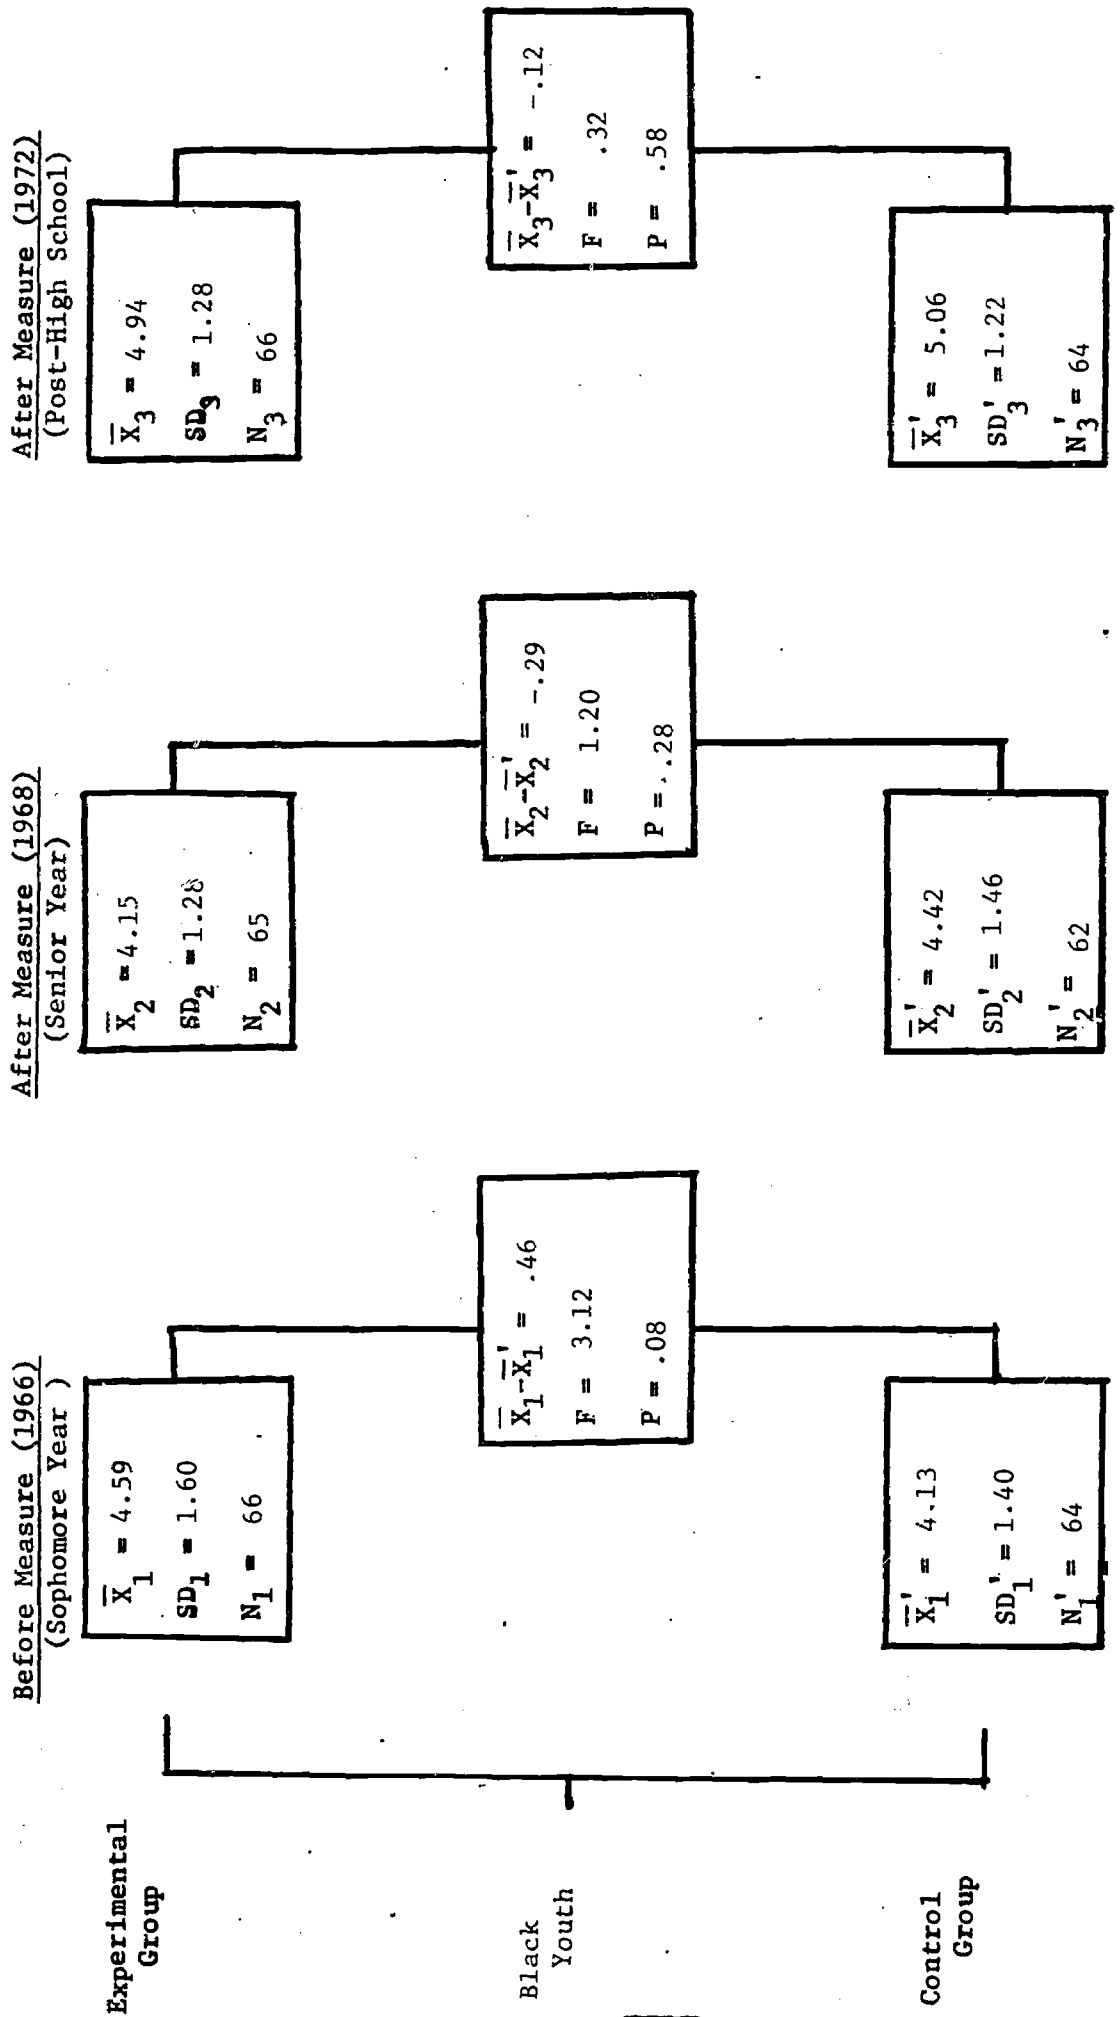 Before Measure (1966)
(Sophomore Year )
After Measure (1968)
(Senior Year)
After Measure (1972)
(Post-High School)
Experimental
Group
X̅₁ = 4.59
SD₁ = 1.60
N₁ = 66
X̅₂ = 4.15
SD₂ = 1.28
N₂ = 65
X̅₃ = 4.94
SD₃ = 1.28
N₃ = 66
Black
Youth
X̅₁-X̅₁' = .46
F = 3.12
P = .08
X̅₂-X̅₂' = -.29
F = 1.20
P = .28
X̅₃-X̅₃' = -.12
F = .32
P = .58
Control
Group
X̅₁' = 4.13
SD₁' = 1.40
N₁' = 64
X̅₂' = 4.42
SD₂' = 1.46
N₂' = 62
X̅₃' = 5.06
SD₃' = 1.22
N₃' = 64